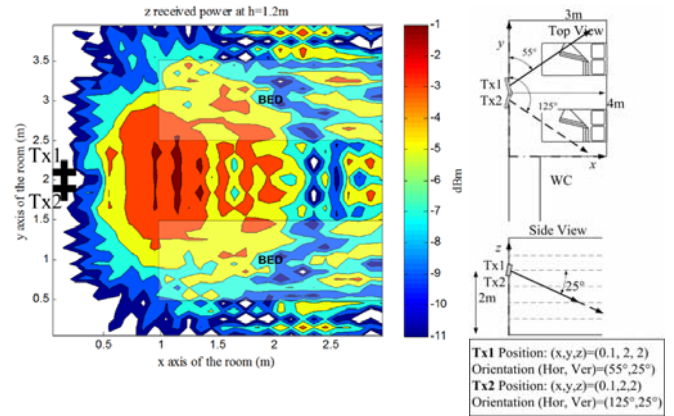 z received power at h=1.2m
4
3.5
3
2.5
2
1.5
1
0.5
0.5
1
1.5
2
2.5
x axis of the room (m)
y axis of the room (m)
Tx1
Tx2
BED
BED
-1
-2
-3
-4
-5
-6
-7
-8
-9
-10
-11
dBm
3m
Top View
y
55°
Tx1
Tx2
125°
4m
x
WC
Side View
z
Tx1
Tx2
25°
2m
Tx1 Position: (x,y,z)=(0.1, 2, 2)
Orientation (Hor, Ver)=(55°,25°)
Tx2 Position: (x,y,z)=(0.1,2,2)
Orientation (Hor, Ver)=(125°,25°)